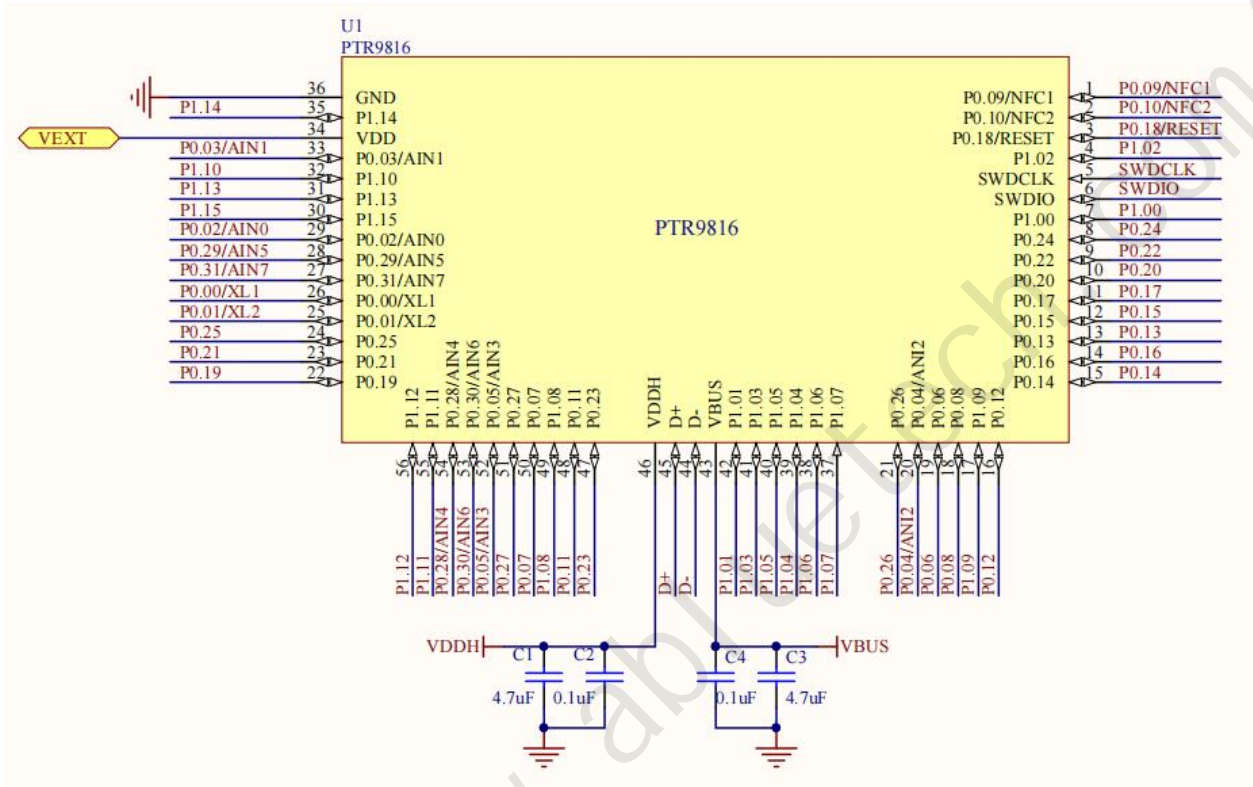 U1
PTR9816
36 GND
P1.14 35 P1.14
VEXT 34 VDD
P0.03/AIN1 33 P0.03/AIN1
P1.10 32 P1.10
P1.13 31 P1.13
P1.15 30 P1.15
P0.02/AIN0 29 P0.02/AIN0
P0.29/AIN5 28 P0.29/AIN5
P0.31/AIN7 27 P0.31/AIN7
P0.00/XL1 26 P0.00/XL1
P0.01/XL2 25 P0.01/XL2
P0.25 24 P0.25
P0.21 23 P0.21
P0.19 22 P0.19
PTR9816
P0.09/NFC1 1 P0.09/NFC1
P0.10/NFC2 2 P0.10/NFC2
P0.18/RESET 3 P0.18/RESET
P1.02 4 P1.02
SWDCLK 5 SWDCLK
SWDIO 6 SWDIO
P1.00 7 P1.00
P0.24 8 P0.24
P0.22 9 P0.22
P0.20 10 P0.20
P0.17 11 P0.17
P0.15 12 P0.15
P0.13 13 P0.13
P0.16 14 P0.16
P0.14 15 P0.14
P1.12 56 P1.12
P1.11 55 P1.11
P0.28/AIN4 54 P0.28/AIN4
P0.30/AIN6 53 P0.30/AIN6
P0.05/AIN3 52 P0.05/AIN3
P0.27 51 P0.27
P0.07 50 P0.07
P1.08 49 P1.08
P0.11 48 P0.11
P0.23 47 P0.23
VDDH 46
D+ 45 D+
D- 44 D-
VBUS 43
P1.01 42 P1.01
P1.03 41 P1.03
P1.05 40 P1.05
P1.04 39 P1.04
P1.06 38 P1.06
P1.07 37 P1.07
P0.26 21 P0.26
P0.04/ANI2 20 P0.04/ANI2
P0.06 19 P0.06
P0.08 18 P0.08
P1.09 17 P1.09
P0.12 16 P0.12
VDDH C1 C2 C4 C3 VBUS
4.7uF 0.1uF 0.1uF 4.7uF